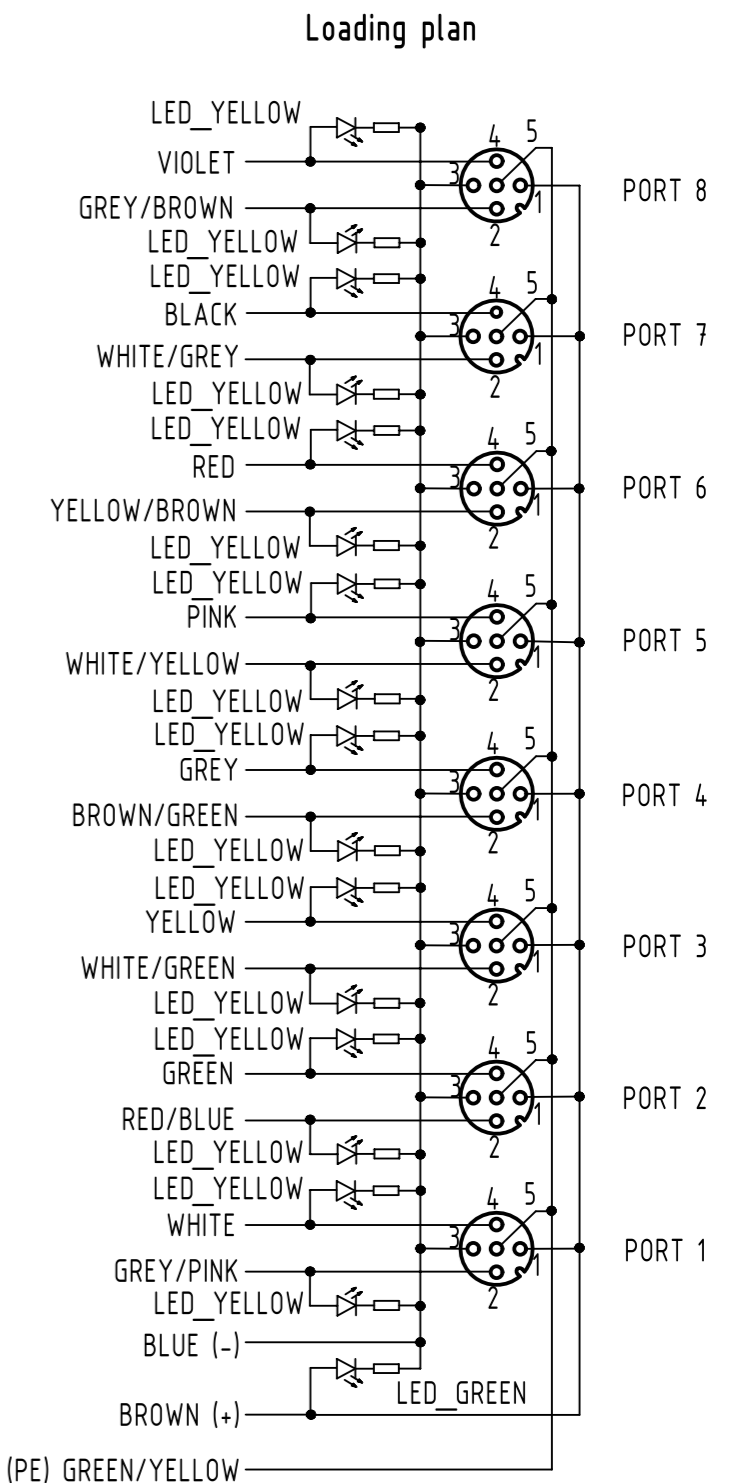 Loading plan
LED_YELLOW
4 5
VIOLET
3
PORT 8
GREY/BROWN
1
2
LED_YELLOW
LED_YELLOW
4 5
BLACK
3
PORT 7
WHITE/GREY
1
2
LED_YELLOW
LED_YELLOW
4 5
RED
3
PORT 6
YELLOW/BROWN
1
2
LED_YELLOW
LED_YELLOW
4 5
PINK
3
PORT 5
WHITE/YELLOW
1
2
LED_YELLOW
LED_YELLOW
4 5
GREY
3
PORT 4
BROWN/GREEN
1
2
LED_YELLOW
LED_YELLOW
4 5
YELLOW
3
PORT 3
WHITE/GREEN
1
2
LED_YELLOW
LED_YELLOW
4 5
GREEN
3
PORT 2
RED/BLUE
1
2
LED_YELLOW
LED_YELLOW
4 5
WHITE
3
PORT 1
GREY/PINK
1
2
LED_YELLOW
BLUE (-)
LED_GREEN
BROWN (+)
(PE) GREEN/YELLOW